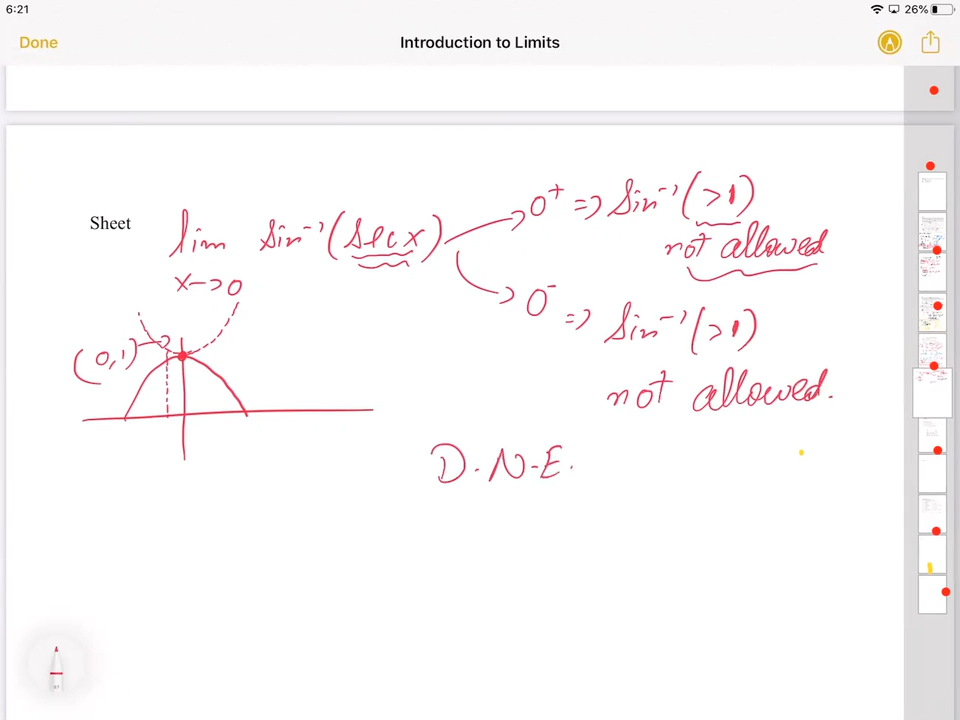 6:21
26%
Done
Introduction to Limits
Sheet
lim sin⁻¹(sec x)
x→0
0⁺ => sin⁻¹(>1)
not allowed
0⁻ => sin⁻¹(>1)
not allowed.
(0,1)
D.N.E.